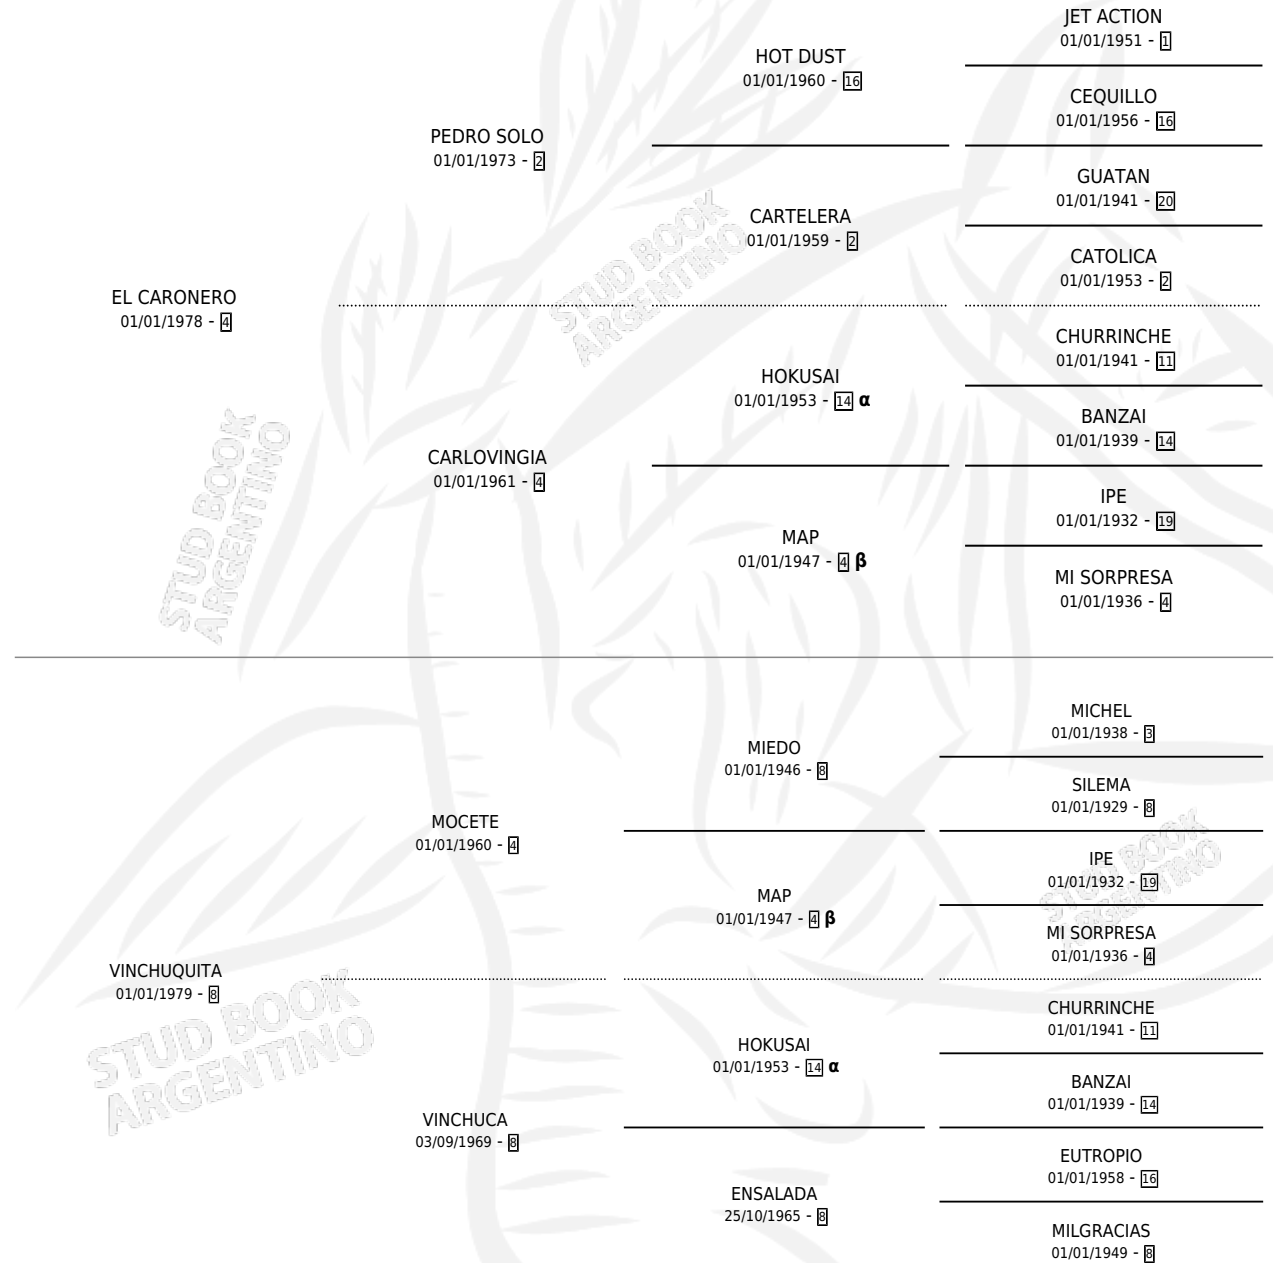 JET ACTION
01/01/1951 - 1
HOT DUST
01/01/1960 - 16
CEQUILLO
01/01/1956 - 16
PEDRO SOLO
01/01/1973 - 2
GUATAN
01/01/1941 - 20
CARTELERA
01/01/1959 - 2
CATOLICA
01/01/1953 - 2
EL CARONERO
01/01/1978 - 4
CHURRINCHE
01/01/1941 - 11
HOKUSAI
01/01/1953 - 14 α
BANZAI
01/01/1939 - 14
CARLOVINGIA
01/01/1961 - 4
IPE
01/01/1932 - 19
MAP
01/01/1947 - 4 β
MI SORPRESA
01/01/1936 - 4
MICHEL
01/01/1938 - 3
MIEDO
01/01/1946 - 8
SILEMA
01/01/1929 - 8
MOCETE
01/01/1960 - 4
IPE
01/01/1932 - 19
MAP
01/01/1947 - 4 β
MI SORPRESA
01/01/1936 - 4
VINCHUQUITA
01/01/1979 - 8
CHURRINCHE
01/01/1941 - 11
HOKUSAI
01/01/1953 - 14 α
BANZAI
01/01/1939 - 14
VINCHUCA
03/09/1969 - 8
EUTROPIO
01/01/1958 - 16
ENSALADA
25/10/1965 - 8
MILGRACIAS
01/01/1949 - 8
STUD BOOK
ARGENTINO
STUD BOOK
ARGENTINO
STUD BOOK
ARGENTINO
STUD BOOK
ARGENTINO